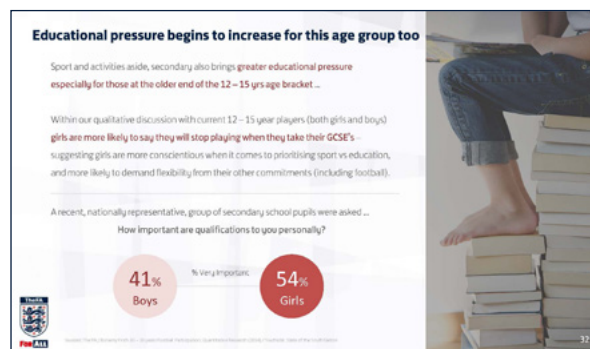 Educational pressure begins to increase for this age group too
Sport and activities aside, secondary also brings greater educational pressure
especially for those at the older end of the 12 – 15 yrs age bracket ...
Within our qualitative discussion with current 12 – 15 year players (both girls and boys)
girls are more likely to say they will stop playing when they take their GCSE's –
suggesting girls are more conscientious when it comes to prioritising sport vs education,
and more likely to demand flexibility from their other commitments (including football).
A recent, nationally representative, group of secondary school pupils were asked ...
How important are qualifications to you personally?
41%
Boys
% Very Important
54%
Girls
TheFA
ForAll
32